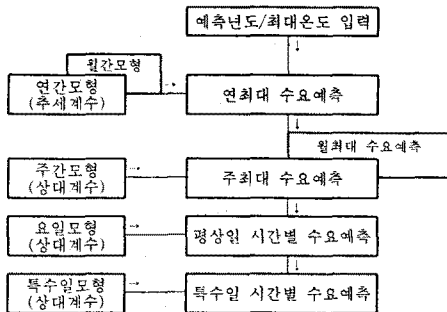 예측년도/최대온도 입력
월간모형
연간모형
(추세계수)
연최대 수요예측
월최대 수요예측
주간모형
(상대계수)
주최대 수요예측
요일모형
(상대계수)
평상일 시간별 수요예측
특수일모형
(상대계수)
특수일 시간별 수요예측